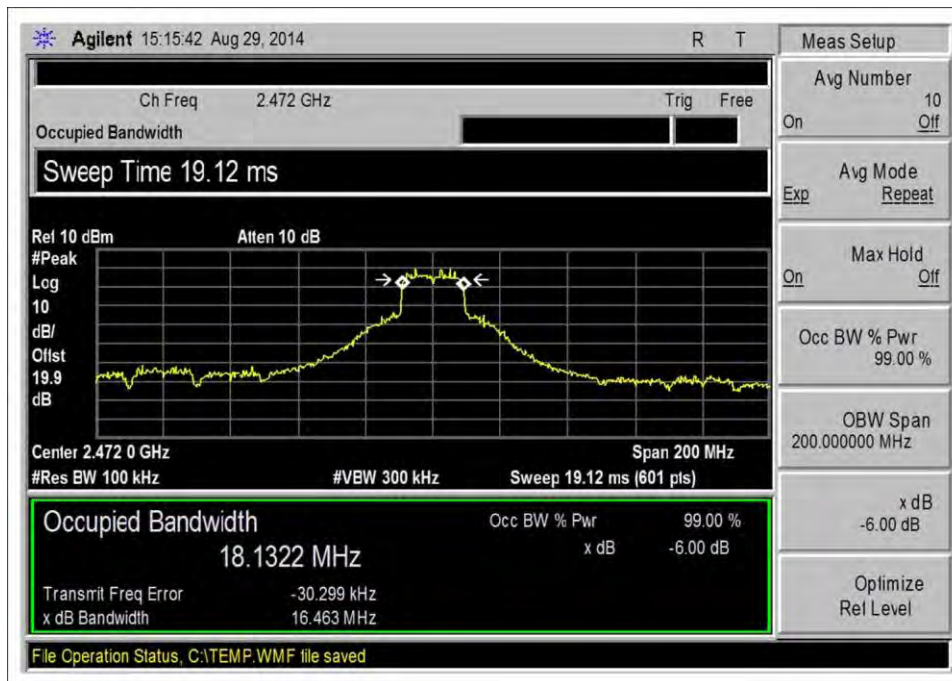 Agilent 15:15:42 Aug 29, 2014 R T
Ch Freq 2.472 GHz Trig Free
Occupied Bandwidth
Sweep Time 19.12 ms
Ref 10 dBm Atten 10 dB
#Peak
Log
10
dB/
Offst
19.9
dB
Center 2.472 0 GHz Span 200 MHz
#Res BW 100 kHz #VBW 300 kHz Sweep 19.12 ms (601 pts)
Occupied Bandwidth Occ BW % Pwr 99.00 %
18.1322 MHz x dB -6.00 dB
Transmit Freq Error -30.299 kHz
x dB Bandwidth 16.463 MHz
File Operation Status, C:\TEMP.WMF file saved
Meas Setup
Avg Number
10
On Off
Avg Mode
Exp Repeat
Max Hold
On Off
Occ BW % Pwr
99.00 %
OBW Span
200.000000 MHz
x dB
-6.00 dB
Optimize
Ref Level